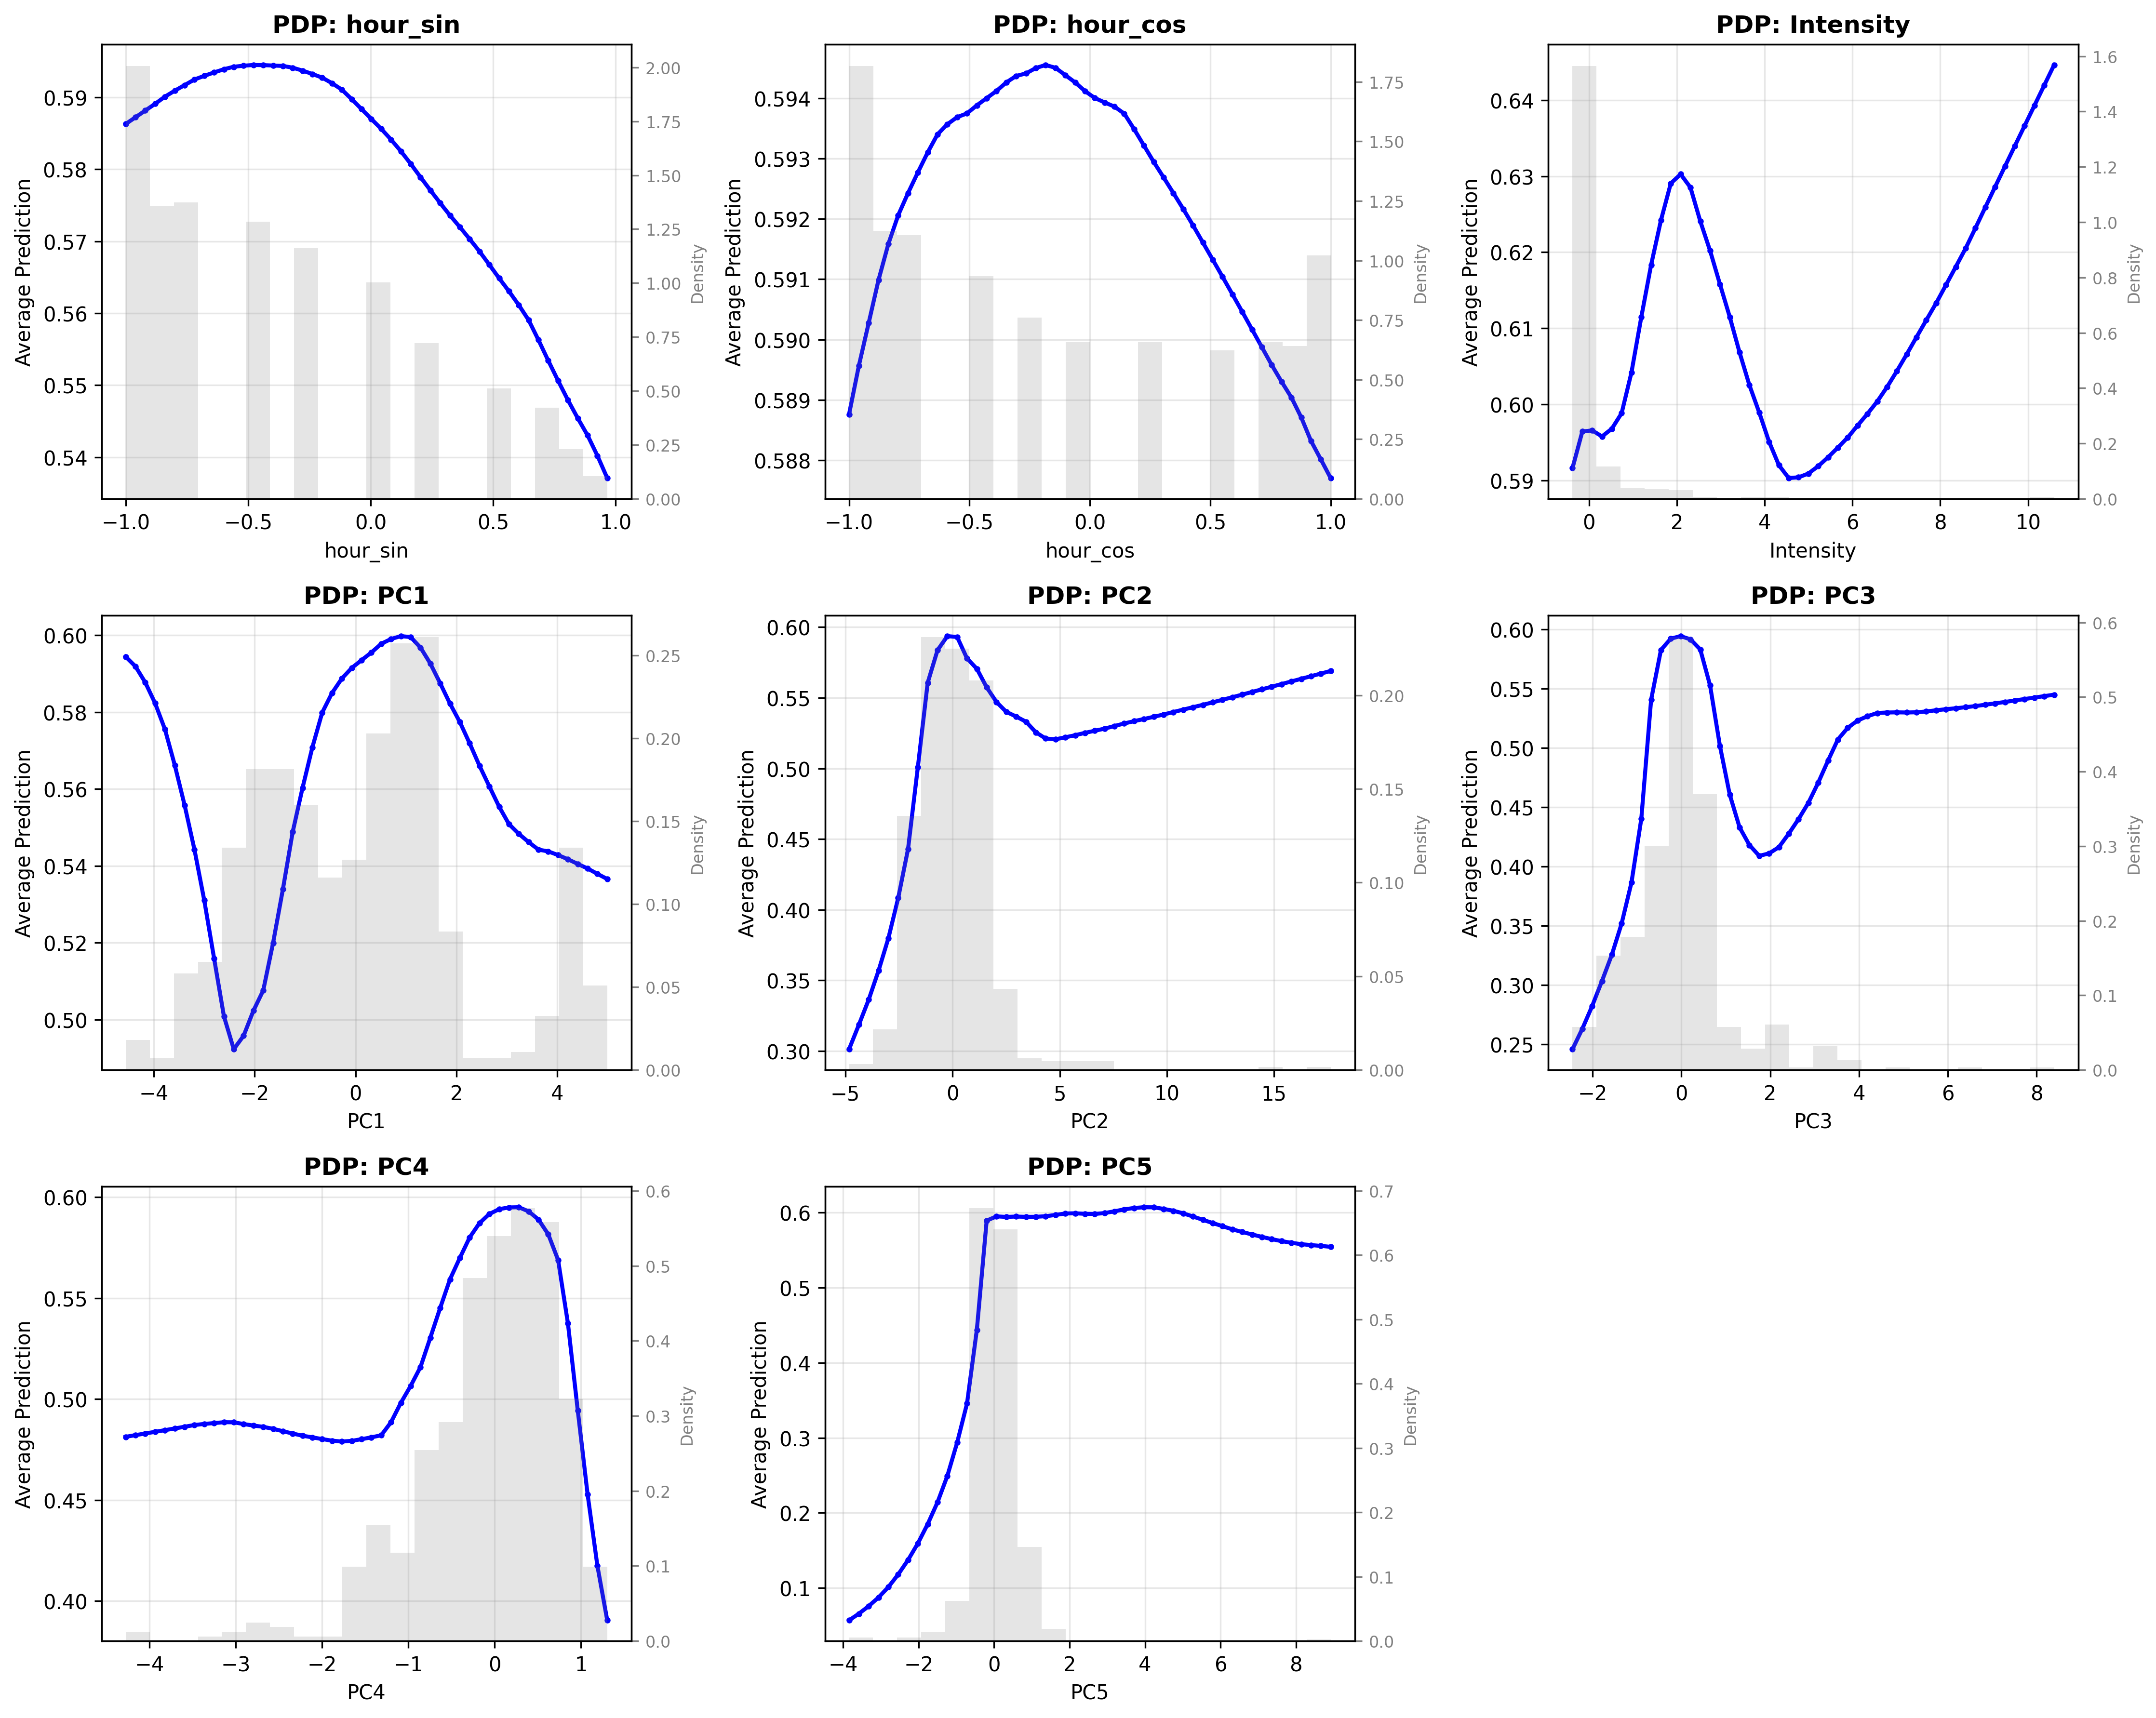 PDP: hour_sin
Average Prediction
0.59
0.58
0.57
0.56
0.55
0.54
2.00
1.75
1.50
1.25
1.00
0.75
0.50
0.25
0.00
Density
−1.0 −0.5 0.0 0.5 1.0
hour_sin
PDP: hour_cos
Average Prediction
0.594
0.593
0.592
0.591
0.590
0.589
0.588
1.75
1.50
1.25
1.00
0.75
0.50
0.25
0.00
Density
−1.0 −0.5 0.0 0.5 1.0
hour_cos
PDP: Intensity
Average Prediction
0.64
0.63
0.62
0.61
0.60
0.59
1.6
1.4
1.2
1.0
0.8
0.6
0.4
0.2
0.0
Density
0 2 4 6 8 10
Intensity
PDP: PC1
Average Prediction
0.60
0.58
0.56
0.54
0.52
0.50
0.25
0.20
0.15
0.10
0.05
0.00
Density
−4 −2 0 2 4
PC1
PDP: PC2
Average Prediction
0.60
0.55
0.50
0.45
0.40
0.35
0.30
0.20
0.15
0.10
0.05
0.00
Density
−5 0 5 10 15
PC2
PDP: PC3
Average Prediction
0.60
0.55
0.50
0.45
0.40
0.35
0.30
0.25
0.6
0.5
0.4
0.3
0.2
0.1
0.0
Density
−2 0 2 4 6 8
PC3
PDP: PC4
Average Prediction
0.60
0.55
0.50
0.45
0.40
0.6
0.5
0.4
0.3
0.2
0.1
0.0
Density
−4 −3 −2 −1 0 1
PC4
PDP: PC5
Average Prediction
0.6
0.5
0.4
0.3
0.2
0.1
0.7
0.6
0.5
0.4
0.3
0.2
0.1
0.0
Density
−4 −2 0 2 4 6 8
PC5